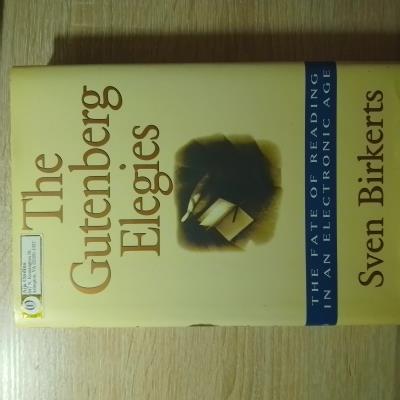 The
Gutenberg
Elegies
THE FATE OF READING
IN AN ELECTRONIC AGE
Sven Birkerts